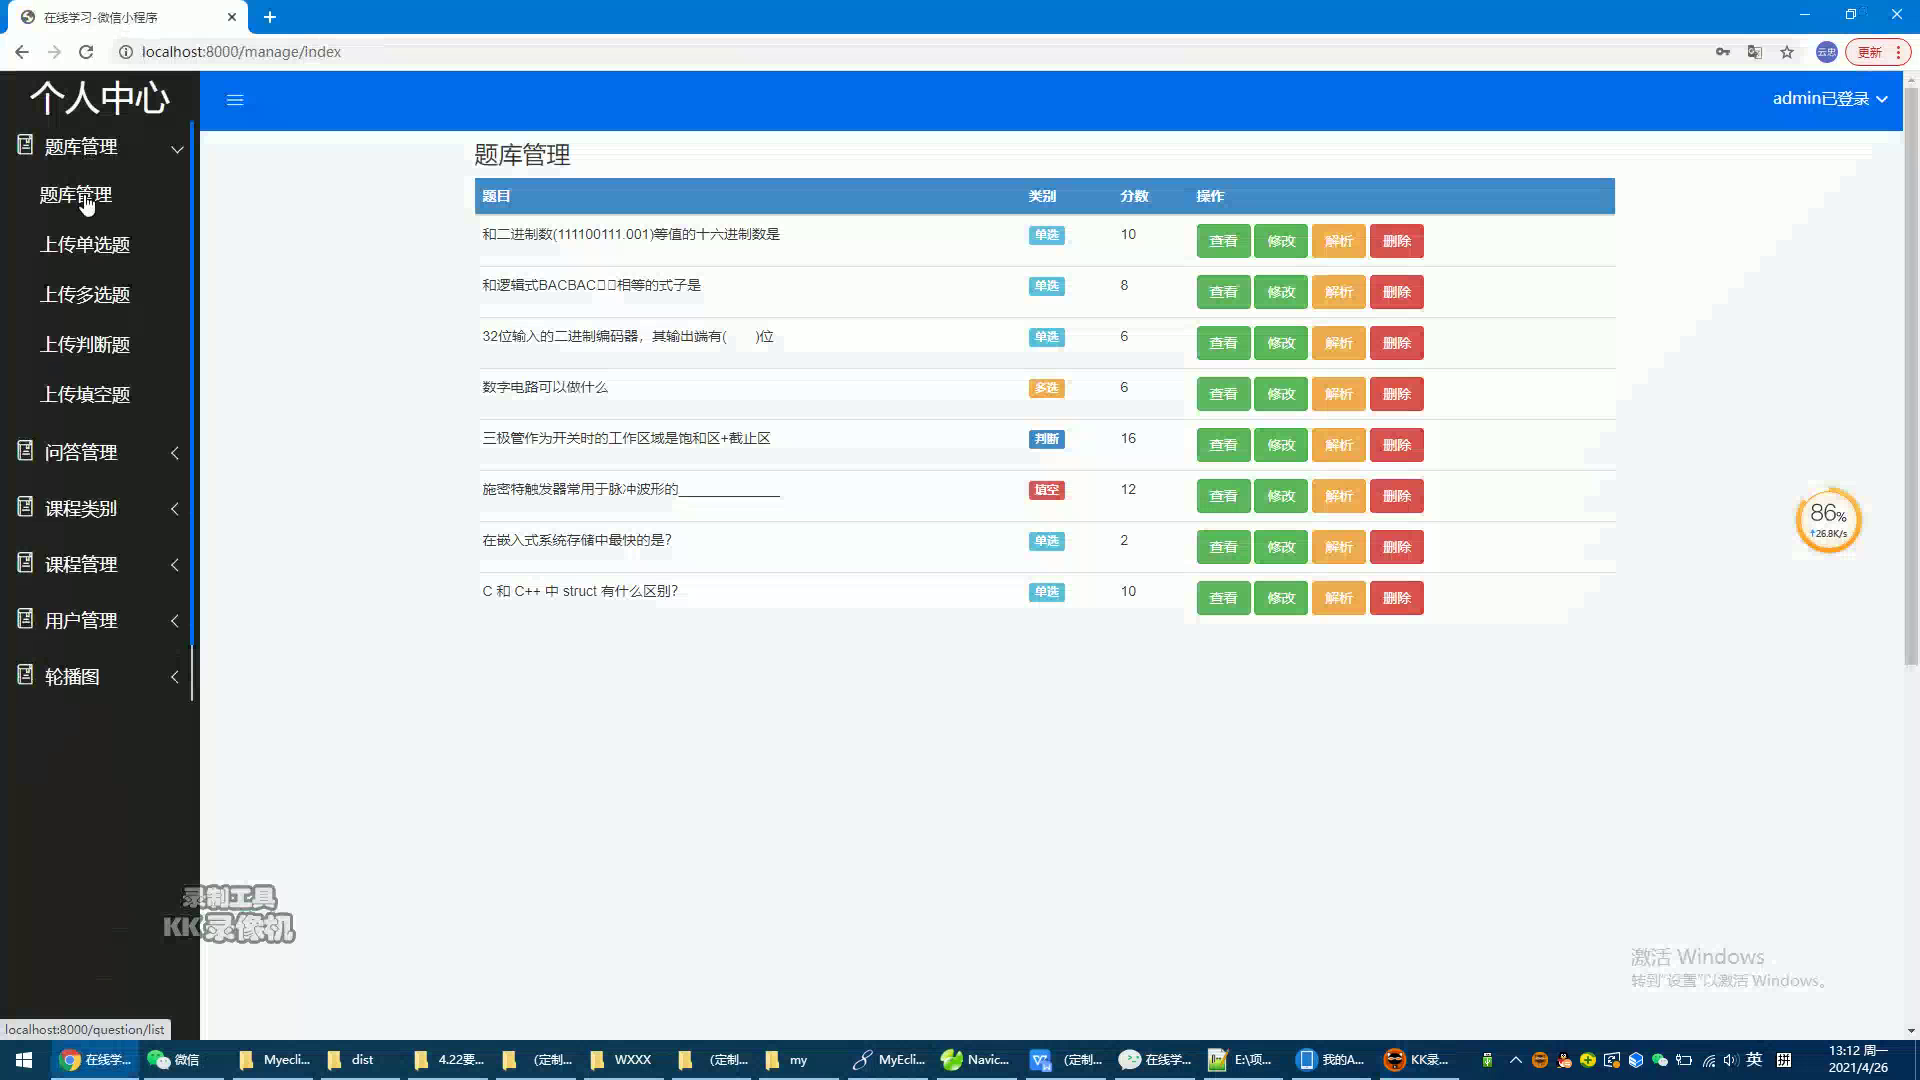 在线学习-微信小程序
localhost:8000/manage/index
云忠
更新
个人中心
admin已登录
题库管理
题库管理
上传单选题
上传多选题
上传判断题
上传填空题
问答管理
课程类别
课程管理
用户管理
轮播图
题库管理
题目 类别 分数 操作
和二进制数(111100111.001)等值的十六进制数是 单选 10 查看 修改 解析 删除
和逻辑式BACBAC□□相等的式子是 单选 8 查看 修改 解析 删除
32位输入的二进制编码器，其输出端有( )位 单选 6 查看 修改 解析 删除
数字电路可以做什么 多选 6 查看 修改 解析 删除
三极管作为开关时的工作区域是饱和区+截止区 判断 16 查看 修改 解析 删除
施密特触发器常用于脉冲波形的______________ 填空 12 查看 修改 解析 删除
在嵌入式系统存储中最快的是? 单选 2 查看 修改 解析 删除
C 和 C++ 中 struct 有什么区别? 单选 10 查看 修改 解析 删除
86%
↑26.8K/s
录制工具
KK录像机
激活 Windows
转到"设置"以激活 Windows。
localhost:8000/question/list
在线学... 微信 Myecli... dist 4.22要... (定制... WXXX (定制... my MyEcli... Navic... (定制... 在线学... E:\项... 我的A... KK录... 英 拼
13:12 周一
2021/4/26